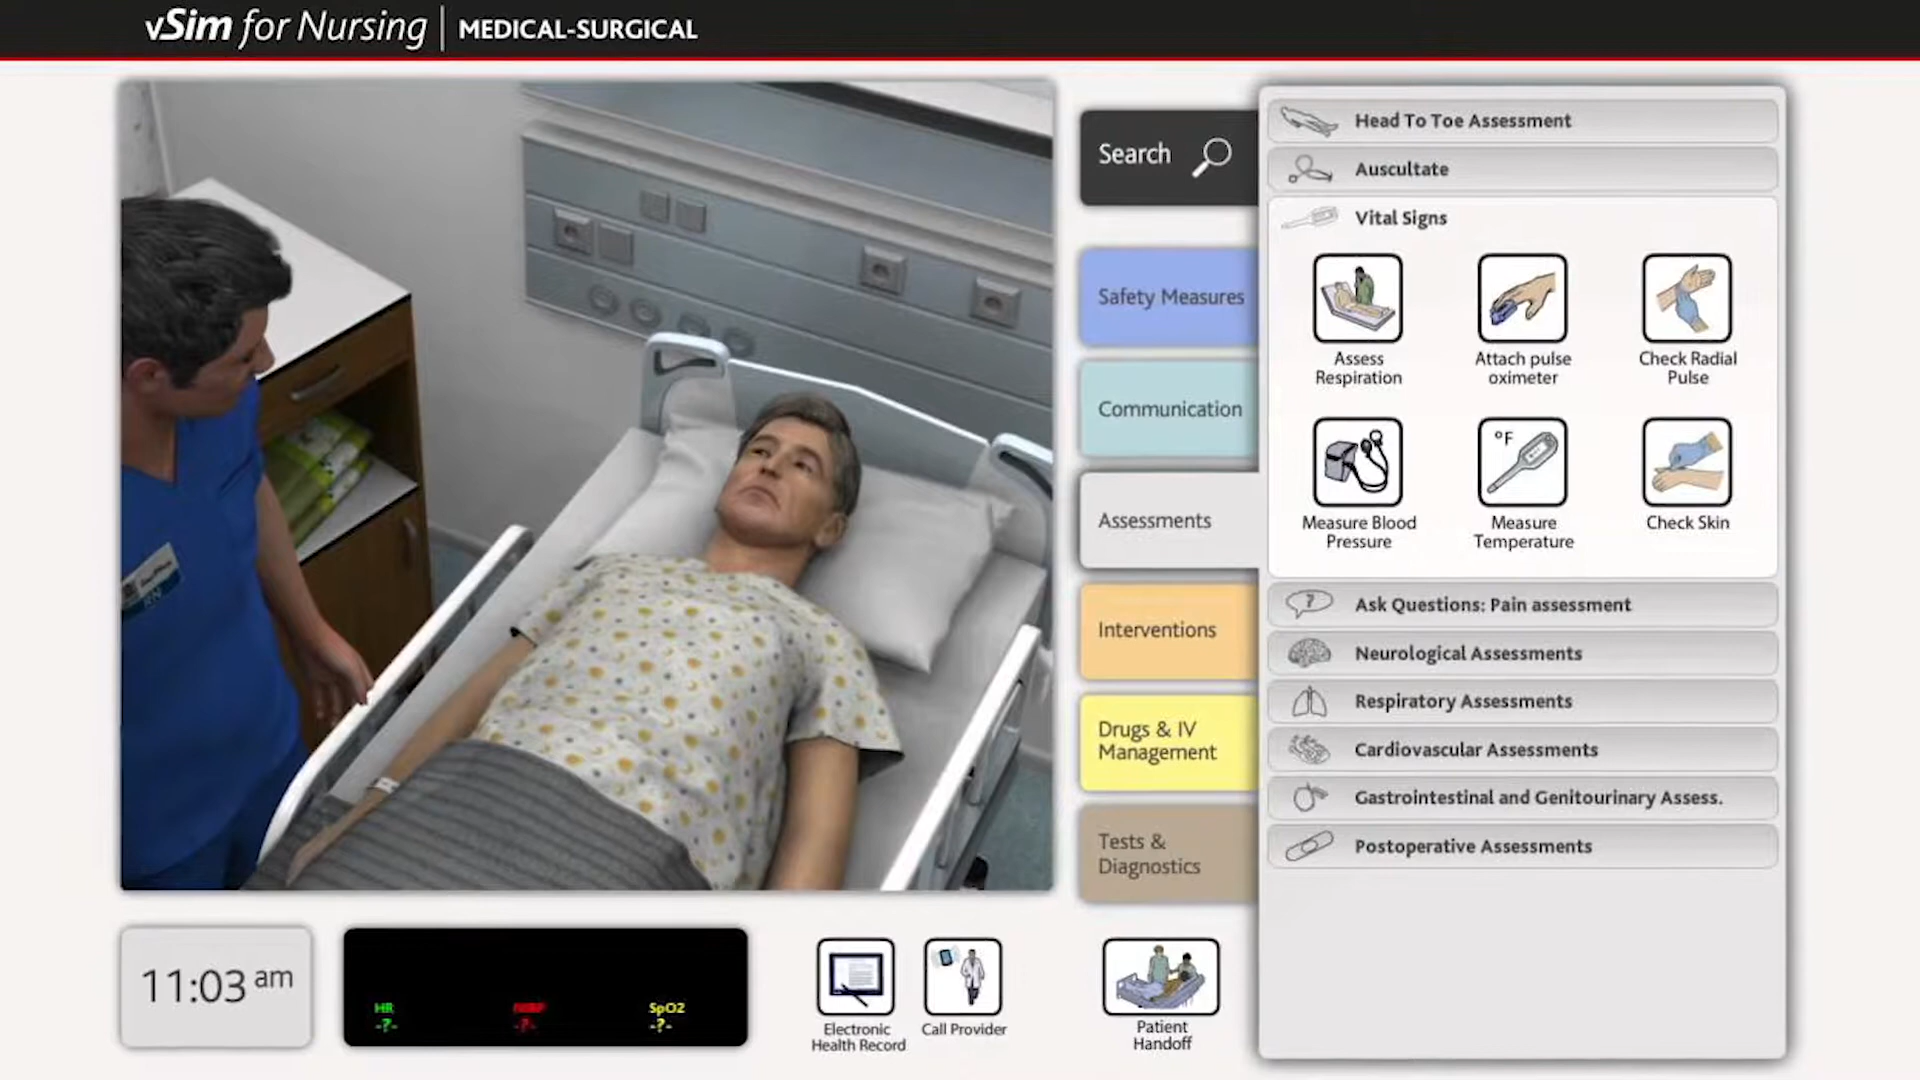 vSim for Nursing | MEDICAL-SURGICAL
Search
Safety Measures
Communication
Assessments
Interventions
Drugs & IV
Management
Tests &
Diagnostics
Head To Toe Assessment
Auscultate
Vital Signs
Assess
Respiration
Attach pulse
oximeter
Check Radial
Pulse
°F
Measure Blood
Pressure
Measure
Temperature
Check Skin
?
Ask Questions: Pain assessment
Neurological Assessments
Respiratory Assessments
Cardiovascular Assessments
Gastrointestinal and Genitourinary Assess.
Postoperative Assessments
RN
11:03 am
HR
-?-
-?-
SpO2
-?-
Electronic
Health Record
Call Provider
Patient
Handoff